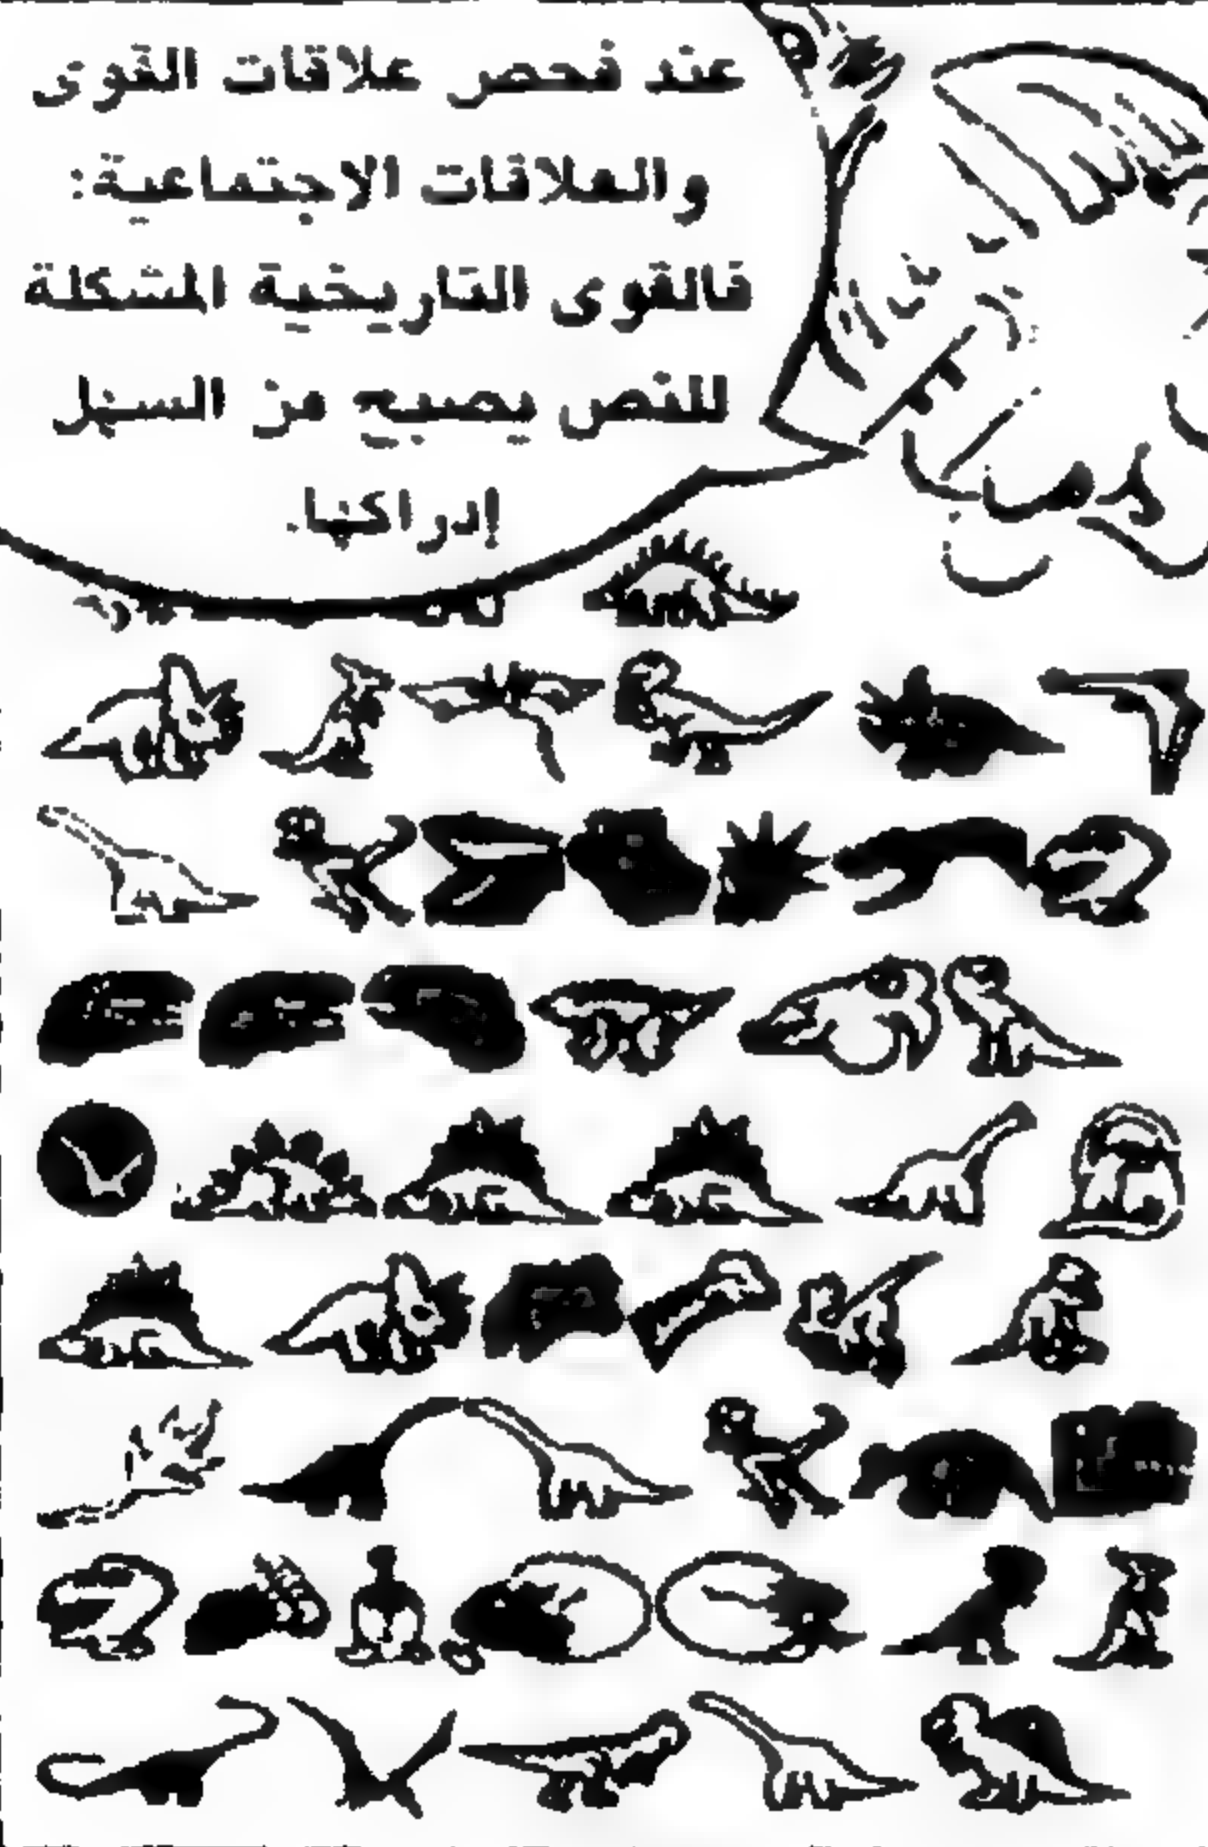 عند فحص علاقات القوى
والعلاقات الاجتماعية:
فالقوى التاريخية المشكلة
للنص يصبح من السهل
إدراكها.